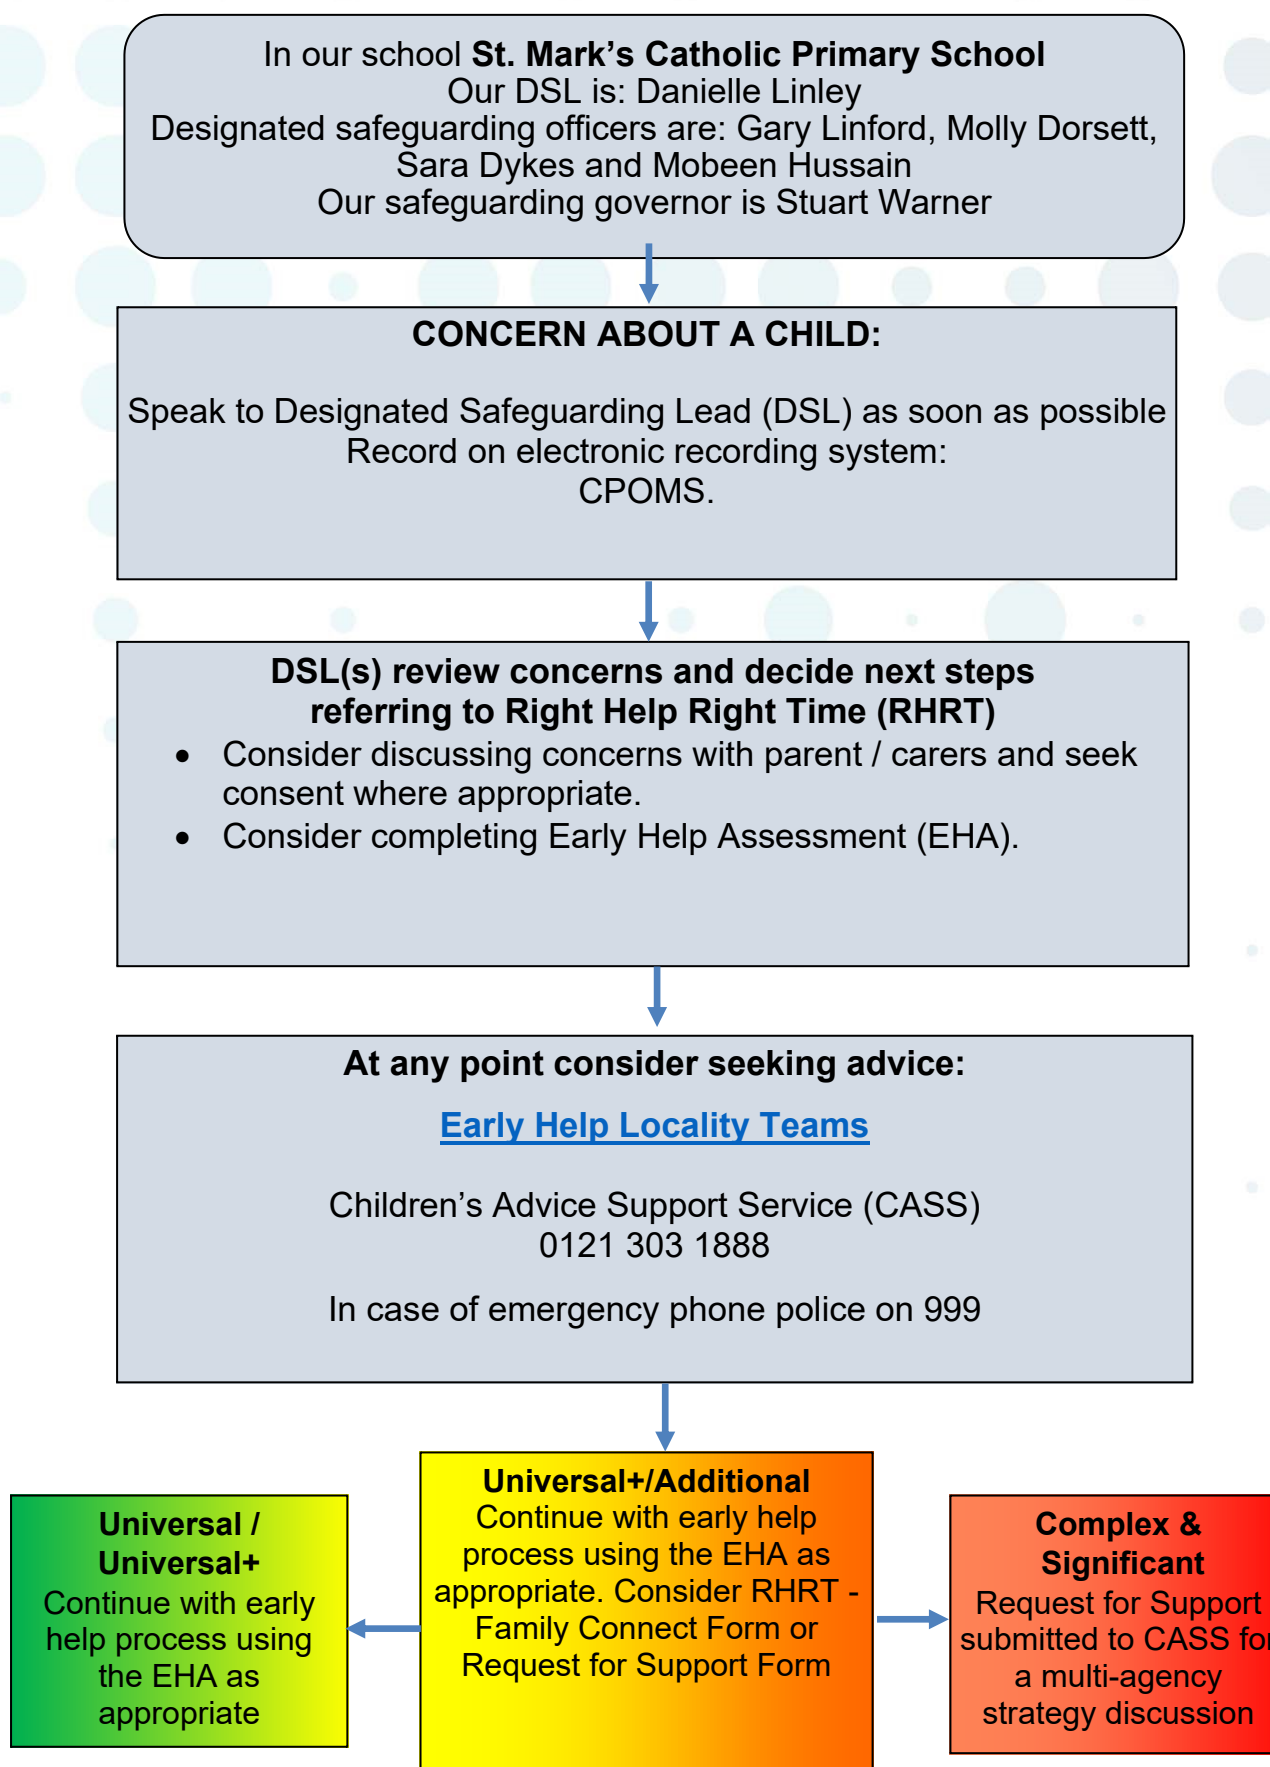 In our school St. Mark's Catholic Primary School
Our DSL is: Danielle Linley
Designated safeguarding officers are: Gary Linford, Molly Dorsett,
Sara Dykes and Mobeen Hussain
Our safeguarding governor is Stuart Warner
CONCERN ABOUT A CHILD:
Speak to Designated Safeguarding Lead (DSL) as soon as possible
Record on electronic recording system:
CPOMS.
DSL(s) review concerns and decide next steps
referring to Right Help Right Time (RHRT)
• Consider discussing concerns with parent / carers and seek
consent where appropriate.
• Consider completing Early Help Assessment (EHA).
At any point consider seeking advice:
Early Help Locality Teams
Children's Advice Support Service (CASS)
0121 303 1888
In case of emergency phone police on 999
Universal /
Universal+
Continue with early
help process using
the EHA as
appropriate
Universal+/Additional
Continue with early help
process using the EHA as
appropriate. Consider RHRT -
Family Connect Form or
Request for Support Form
Complex &
Significant
Request for Support
submitted to CASS for
a multi-agency
strategy discussion